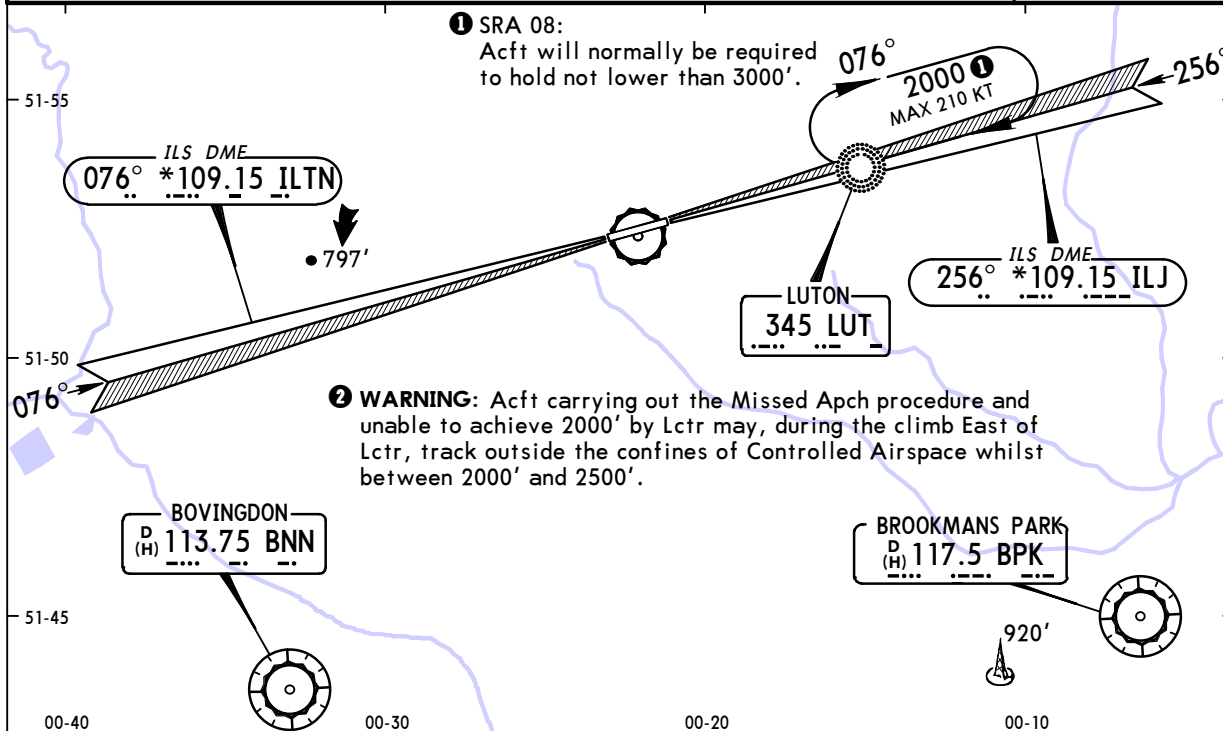 ❶ SRA 08:
Acft will normally be required
to hold not lower than 3000'.
076°
2000 ❶
MAX 210 KT
256°
51-55
ILS DME
076° *109.15 ILTN
797'
ILS DME
256° *109.15 ILJ
LUTON
345 LUT
51-50
076°
❷ WARNING: Acft carrying out the Missed Apch procedure and
unable to achieve 2000' by Lctr may, during the climb East of
Lctr, track outside the confines of Controlled Airspace whilst
between 2000' and 2500'.
BOVINGDON
D
(H) 113.75 BNN
BROOKMANS PARK
D
(H) 117.5 BPK
51-45
920'
00-40
00-30
00-20
00-10